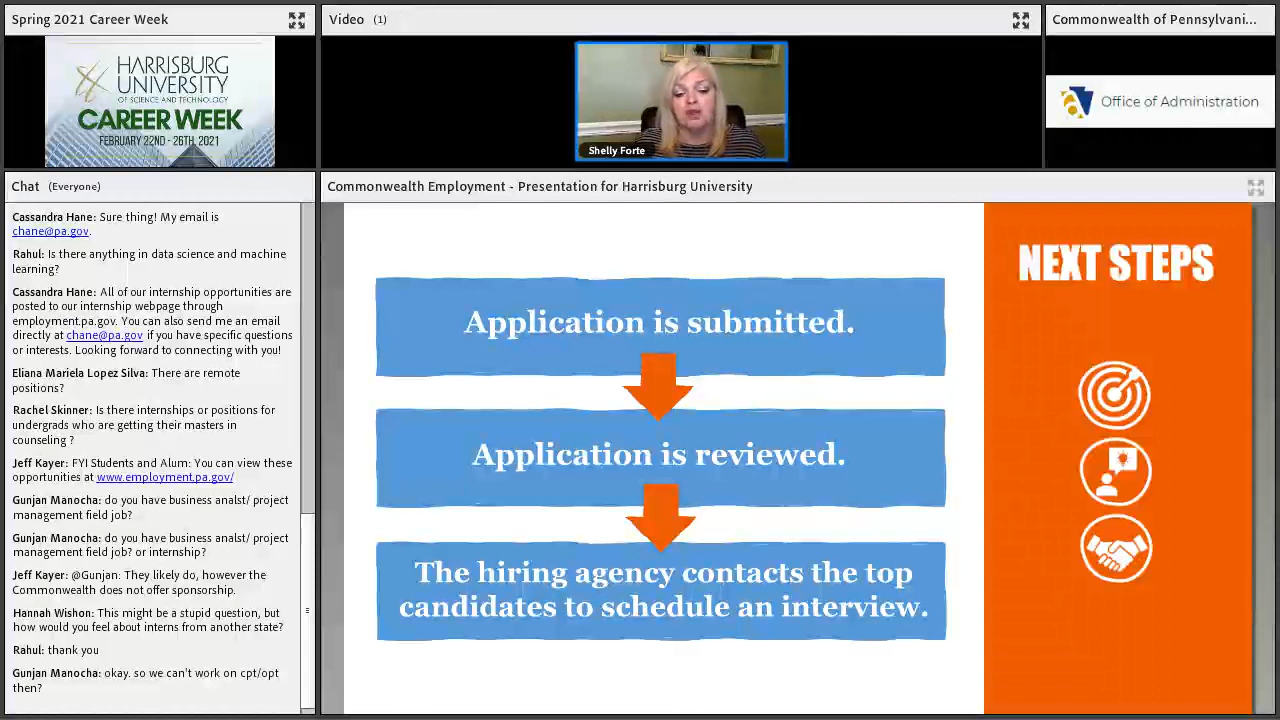 Spring 2021 Career Week
HARRISBURG
UNIVERSITY
OF SCIENCE AND TECHNOLOGY
CAREER WEEK
FEBRUARY 22ND - 26TH, 2021
Video (1)
Shelly Forte
Commonwealth of Pennsylvani...
Office of Administration
Chat (Everyone)
Cassandra Hane: Sure thing! My email is
chane@pa.gov.
Rahul: Is there anything in data science and machine
learning?
Cassandra Hane: All of our internship opportunities are
posted to our internship webpage through
employment.pa.gov. You can also send me an email
directly at chane@pa.gov if you have specific questions
or interests. Looking forward to connecting with you!
Eliana Mariela Lopez Silva: There are remote
positions?
Rachel Skinner: Is there internships or positions for
undergrads who are getting their masters in
counseling ?
Jeff Kayer: FYI Students and Alum: You can view these
opportunities at www.employment.pa.gov/
Gunjan Manocha: do you have business analst/ project
management field job?
Gunjan Manocha: do you have business analst/ project
management field job? or internship?
Jeff Kayer: @Gunjan: They likely do, however the
Commonwealth does not offer sponsorship.
Hannah Wishon: This might be a stupid question, but
how would you feel about interns from another state?
Rahul: thank you
Gunjan Manocha: okay. so we can't work on cpt/opt
then?
Commonwealth Employment - Presentation for Harrisburg University
Application is submitted.
Application is reviewed.
The hiring agency contacts the top
candidates to schedule an interview.
NEXT STEPS